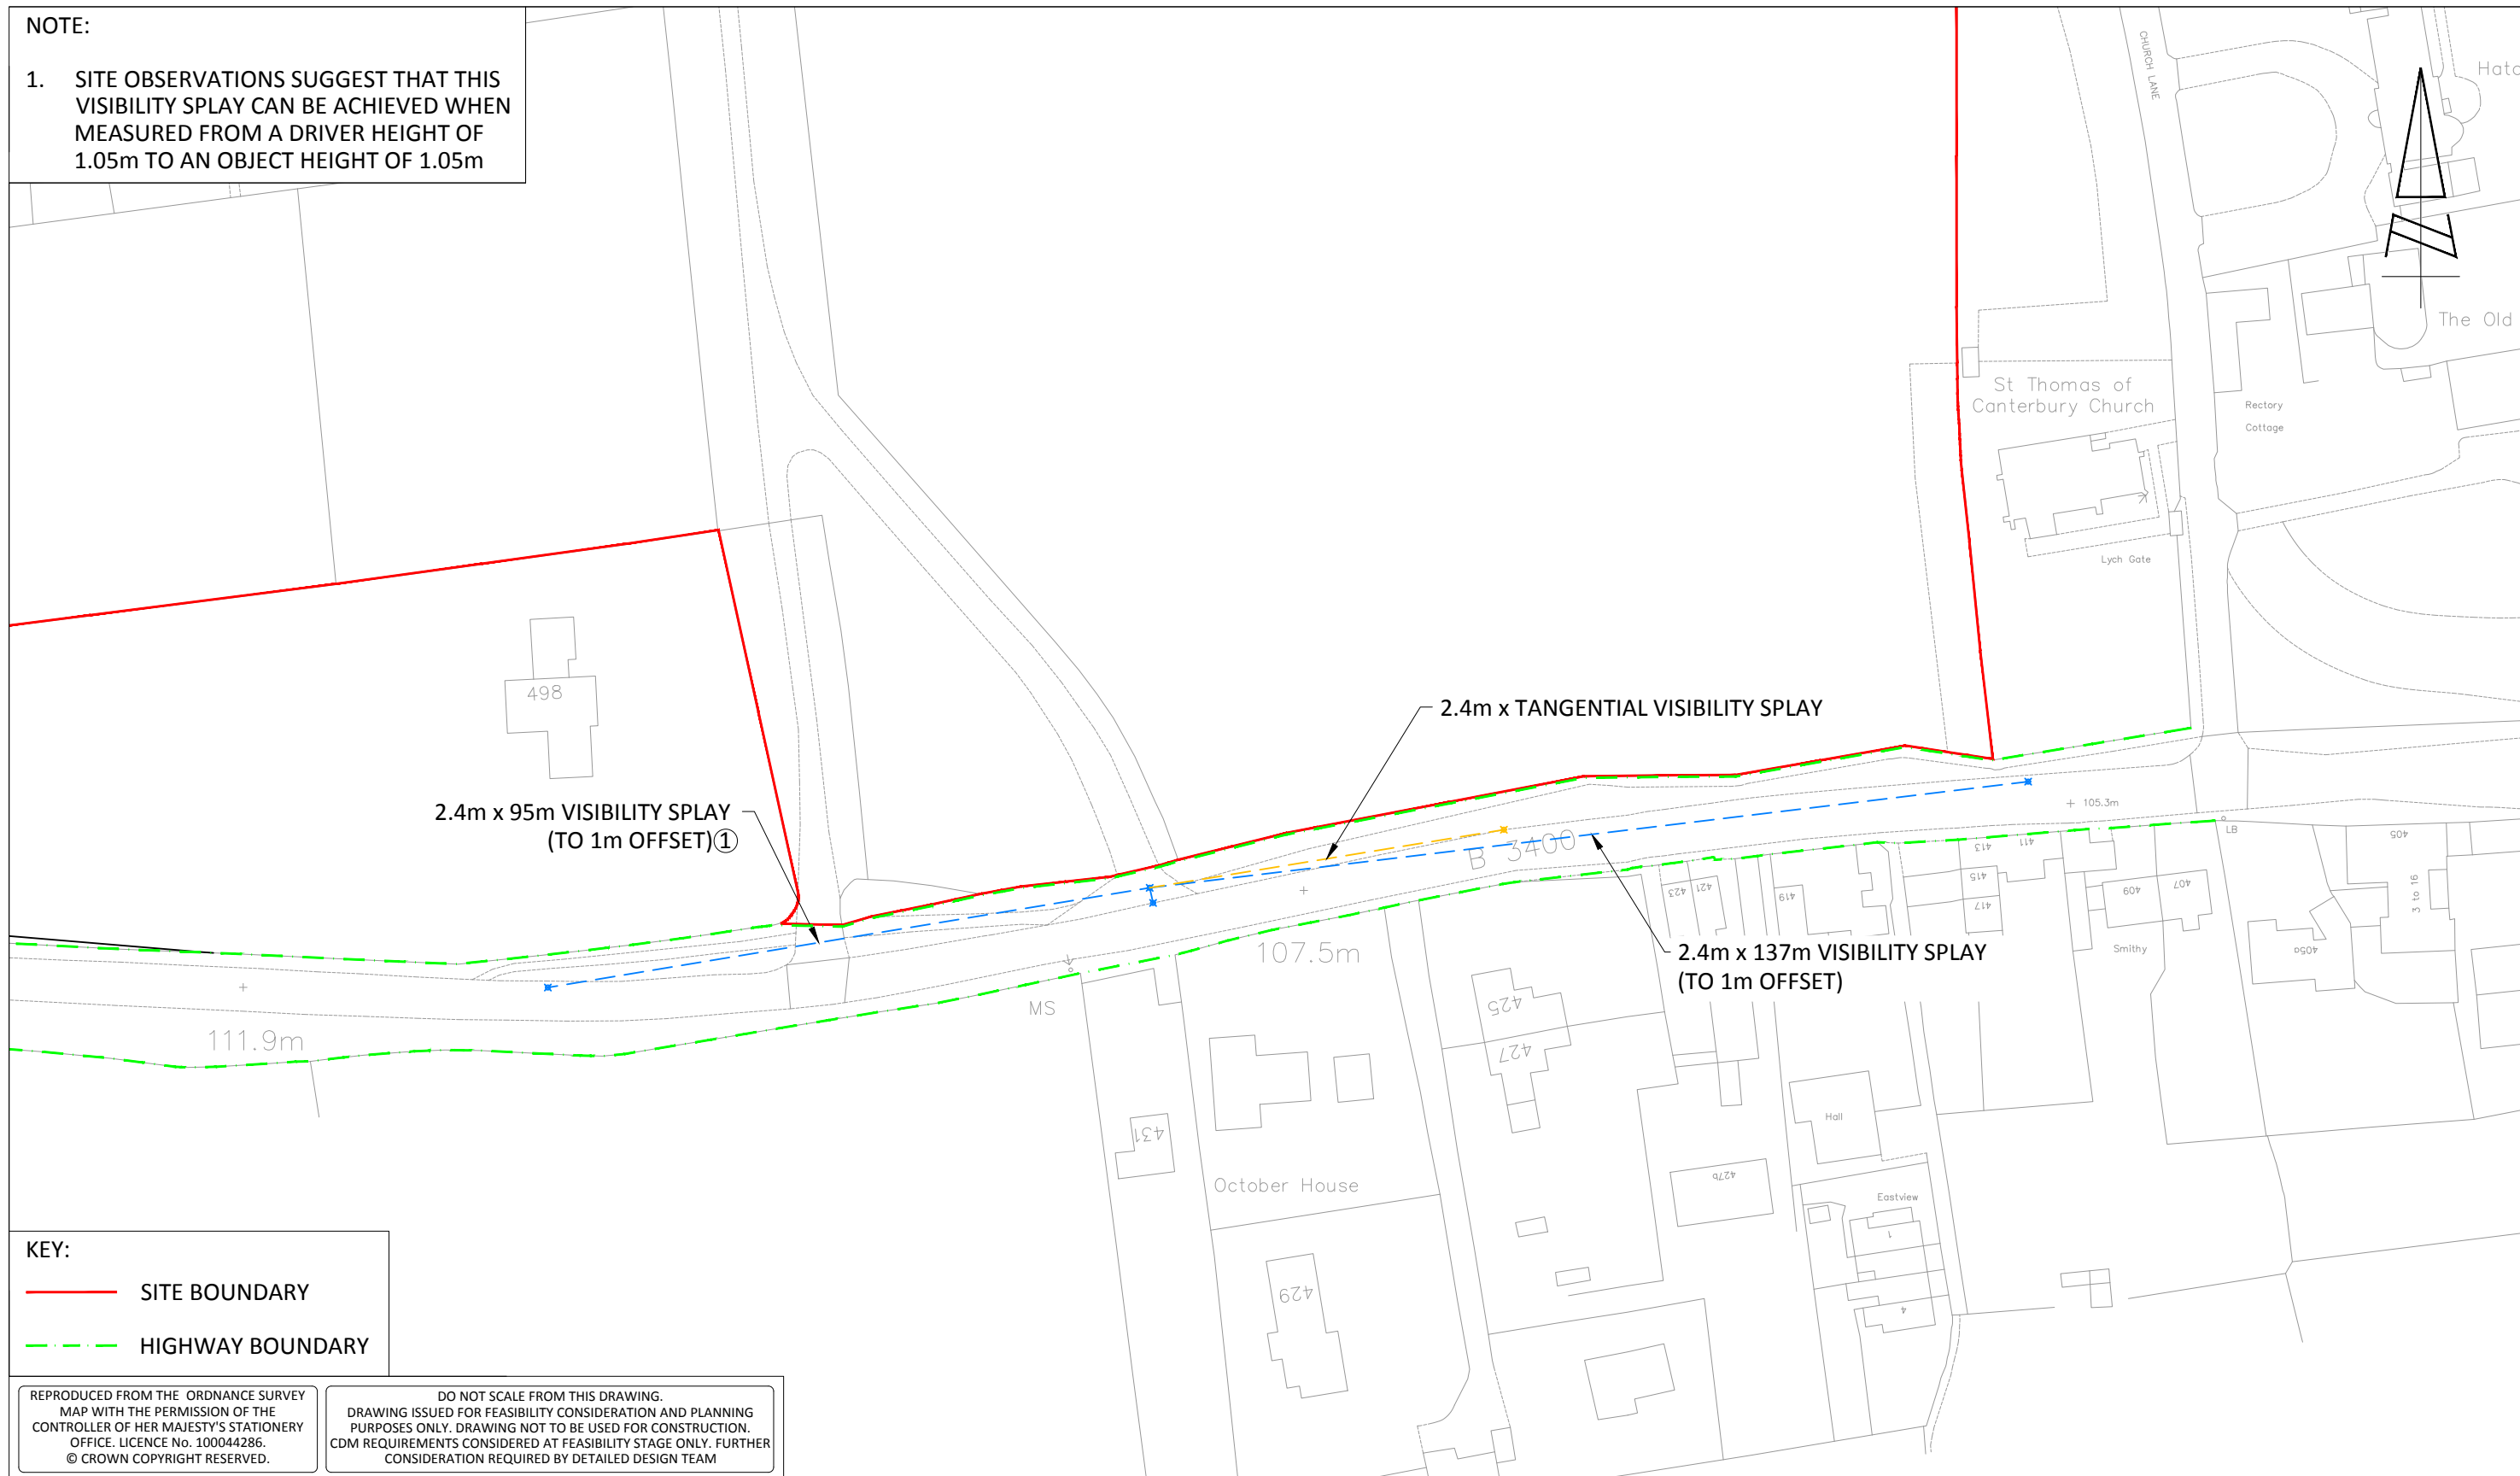 NOTE:
1. SITE OBSERVATIONS SUGGEST THAT THIS
VISIBILITY SPLAY CAN BE ACHIEVED WHEN
MEASURED FROM A DRIVER HEIGHT OF
1.05m TO AN OBJECT HEIGHT OF 1.05m
CHURCH LANE
Hatc
N
The Old
St Thomas of
Canterbury Church
Rectory
Cottage
Lych Gate
498
2.4m x TANGENTIAL VISIBILITY SPLAY
2.4m x 95m VISIBILITY SPLAY
(TO 1m OFFSET)①
B 3400
105.3m
LB
405
413
411
415
417
423
421
419
409
407
3 to 16
405a
Smithy
107.5m
2.4m x 137m VISIBILITY SPLAY
(TO 1m OFFSET)
MS
111.9m
425
427
431
Hall
427b
October House
Eastview
1
4
429
KEY:
SITE BOUNDARY
HIGHWAY BOUNDARY
REPRODUCED FROM THE ORDNANCE SURVEY
MAP WITH THE PERMISSION OF THE
CONTROLLER OF HER MAJESTY'S STATIONERY
OFFICE. LICENCE No. 100044286.
© CROWN COPYRIGHT RESERVED.
DO NOT SCALE FROM THIS DRAWING.
DRAWING ISSUED FOR FEASIBILITY CONSIDERATION AND PLANNING
PURPOSES ONLY. DRAWING NOT TO BE USED FOR CONSTRUCTION.
CDM REQUIREMENTS CONSIDERED AT FEASIBILITY STAGE ONLY. FURTHER
CONSIDERATION REQUIRED BY DETAILED DESIGN TEAM